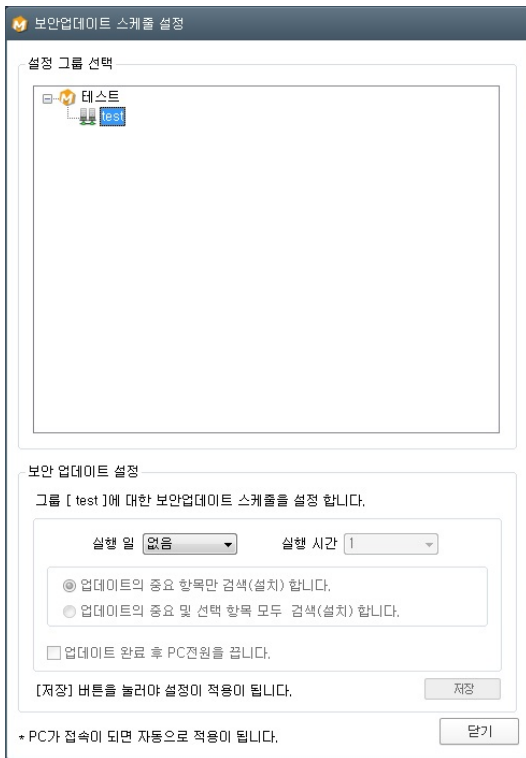 보안업데이트 스케줄 설정
설정 그룹 선택
테스트
test
보안 업데이트 설정
그룹 [ test ]에 대한 보안업데이트 스케줄을 설정 합니다.
실행 일 없음 실행 시간 1
업데이트의 중요 항목만 검색(설치) 합니다.
업데이트의 중요 및 선택 항목 모두 검색(설치) 합니다.
업데이트 완료 후 PC전원을 끕니다.
[저장] 버튼을 눌러야 설정이 적용이 됩니다. 저장
* PC가 접속이 되면 자동으로 적용이 됩니다. 닫기